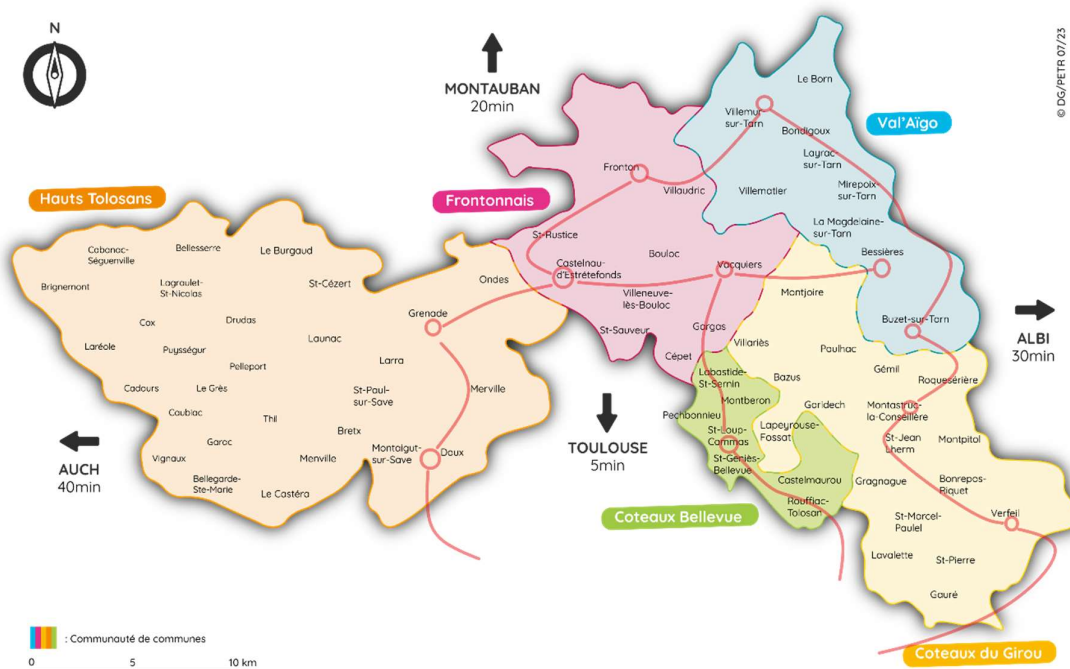 N
© DG/PETR 07/23
MONTAUBAN
20min
Le Born
Villemur-
sur-Tarn
Bondigoux
Val'Aïgo
Layrac-
sur-Tarn
Fronton
Villaudric
Villematier
Mirepoix-
sur-Tarn
Hauts Tolosans
Frontonnais
La Magdelaine-
sur-Tarn
St-Rustice
Cabanac-
Séguenville
Bellesserre
Le Burgaud
Bouloc
Bessières
Castelnau-
d'Estrétefonds
Vacquiers
Brignemont
Lagraulet-
St-Nicolas
St-Cézert
Ondes
Villeneuve-
lès-Bouloc
Montjoire
Cox
Drudas
Grenade
St-Sauveur
Gargas
Buzet-sur-Tarn
ALBI
30min
Laréole
Puysségur
Launac
Larra
Cépet
Villariès
Paulhac
Pelleport
Gémil
Roquesérière
Labastide-
St-Sernin
Bazus
Cadours
Le Grès
St-Paul-
sur-Save
Merville
Montberon
Garidech
Montastruc-
la-Conseillère
Caubiac
Thil
Pechbonnieu
Bretx
St-Loup-
Cammas
Lapeyrouse-
Fossat
St-Jean
Lherm
Montpitol
Garac
TOULOUSE
5min
AUCH
40min
Vignaux
Menville
Montaigut-
sur-Save
Daux
St-Geniès-
Bellevue
Bellegarde-
Ste-Marie
Le Castéra
Castelmaurou
Gragnague
Bonrepos-
Riquet
Rouffiac-
Tolosan
Coteaux Bellevue
St-Marcel-
Paulel
Verfeil
Lavalette
St-Pierre
Gauré
: Communauté de communes
0 5 10 km
Coteaux du Girou